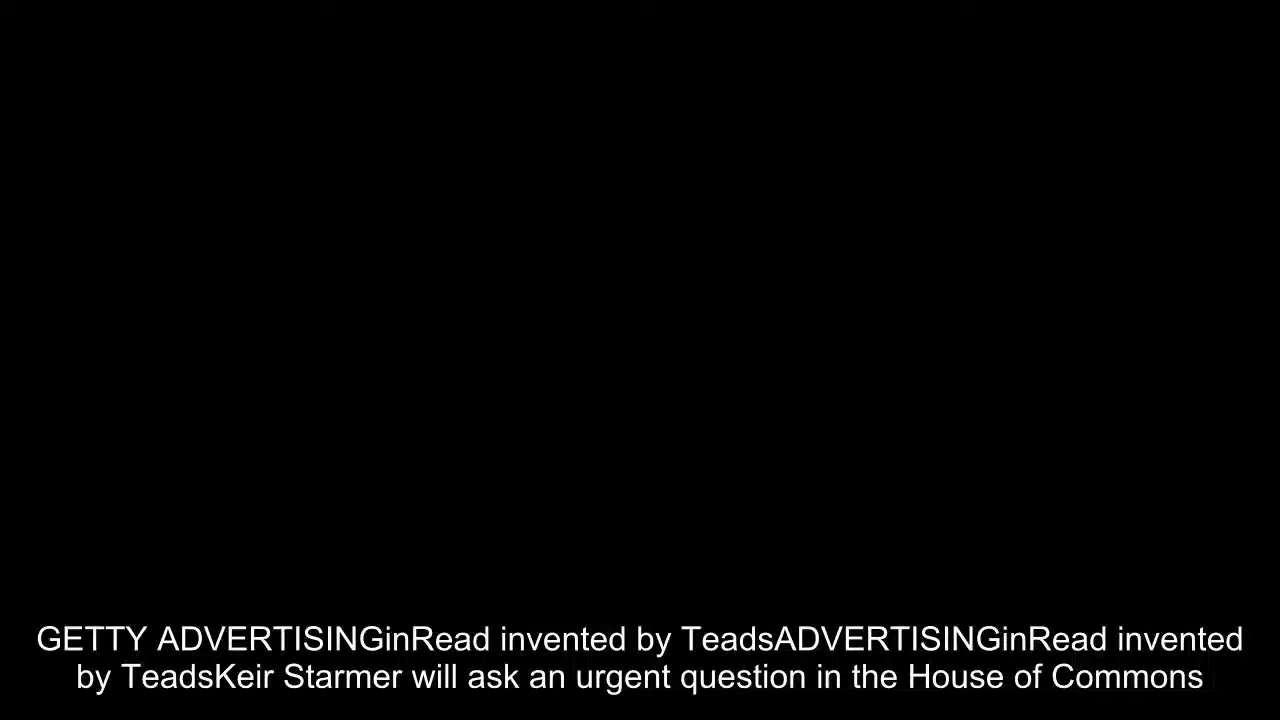 GETTY ADVERTISINGinRead invented by TeadsADVERTISINGinRead invented
by TeadsKeir Starmer will ask an urgent question in the House of Commons